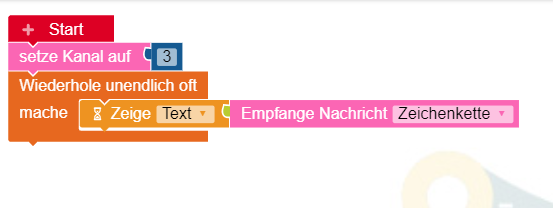 + Start
setze Kanal auf 3
Wiederhole unendlich oft
mache Zeige Text Empfange Nachricht Zeichenkette